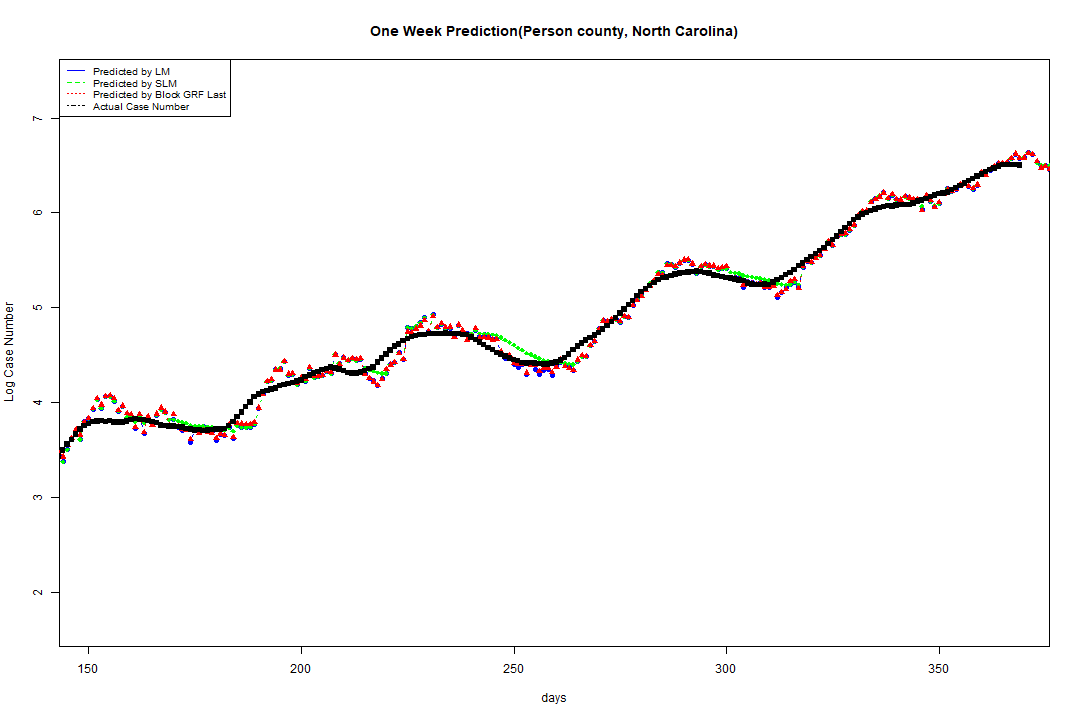 One Week Prediction(Person county, North Carolina)
Predicted by LM
Predicted by SLM
Predicted by Block GRF Last
Actual Case Number
Log Case Number
7
6
5
4
3
2
150 200 250 300 350
days